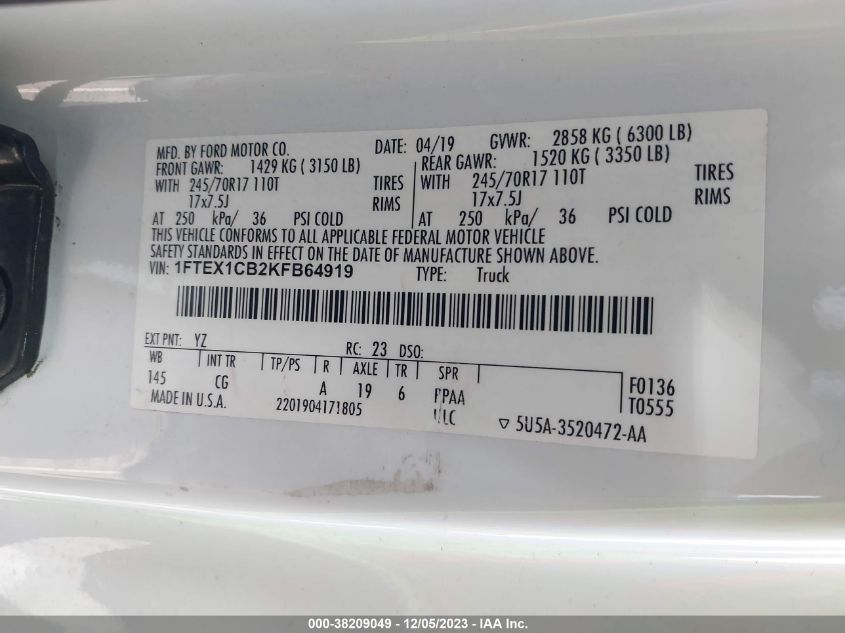 MFD. BY FORD MOTOR CO. DATE: 04/19 GVWR: 2858 KG ( 6300 LB)
FRONT GAWR: 1429 KG ( 3150 LB) REAR GAWR: 1520 KG ( 3350 LB)
WITH 245/70R17 110T TIRES WITH 245/70R17 110T TIRES
17x7.5J RIMS 17x7.5J RIMS
AT 250 kPa/ 36 PSI COLD AT 250 kPa/ 36 PSI COLD
THIS VEHICLE CONFORMS TO ALL APPLICABLE FEDERAL MOTOR VEHICLE
SAFETY STANDARDS IN EFFECT ON THE DATE OF MANUFACTURE SHOWN ABOVE.
VIN: 1FTEX1CB2KFB64919 TYPE: Truck
EXT PNT: YZ RC: 23 DSO:
WB INT TR TP/PS R AXLE TR SPR
145 CG A 19 6 PPAA F0136
MADE IN U.S.A. 2201904171805 T0555
5U5A-3520472-AA
000-38209049 - 12/05/2023 - IAA Inc.